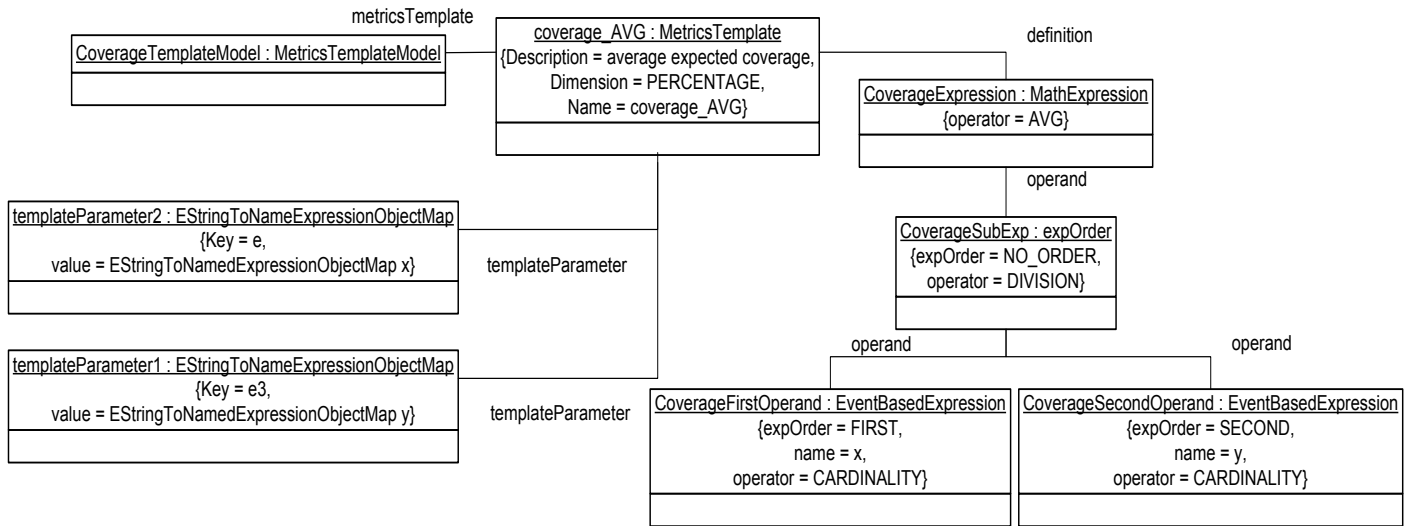 metricsTemplate
CoverageTemplateModel : MetricsTemplateModel
coverage_AVG : MetricsTemplate
{Description = average expected coverage,
Dimension = PERCENTAGE,
Name = coverage_AVG}
definition
CoverageExpression : MathExpression
{operator = AVG}
operand
templateParameter2 : EStringToNameExpressionObjectMap
{Key = e,
value = EStringToNamedExpressionObjectMap x}
templateParameter
CoverageSubExp : expOrder
{expOrder = NO_ORDER,
operator = DIVISION}
templateParameter1 : EStringToNameExpressionObjectMap
{Key = e3,
value = EStringToNamedExpressionObjectMap y}
templateParameter
operand
operand
CoverageFirstOperand : EventBasedExpression
{expOrder = FIRST,
name = x,
operator = CARDINALITY}
CoverageSecondOperand : EventBasedExpression
{expOrder = SECOND,
name = y,
operator = CARDINALITY}